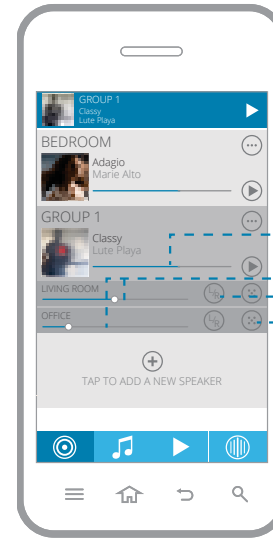 GROUP 1
Classy
Lute Playa
BEDROOM
Adagio
Marie Alto
GROUP 1
Classy
Lute Playa
LIVING ROOM
L/R
OFFICE
L/R
TAP TO ADD A NEW SPEAKER